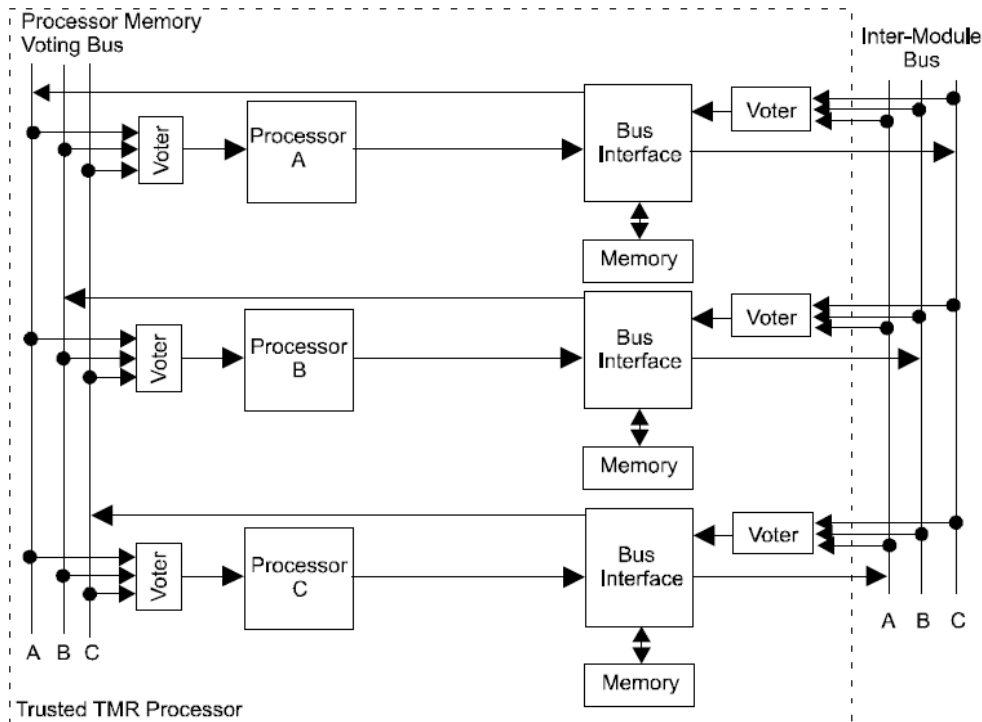 Processor Memory
Voting Bus
Inter-Module
Bus
Voter
Processor
A
Bus
Interface
Voter
Memory
Voter
Processor
B
Bus
Interface
Voter
Memory
Voter
Processor
C
Bus
Interface
Voter
Memory
A B C
A B C
Trusted TMR Processor